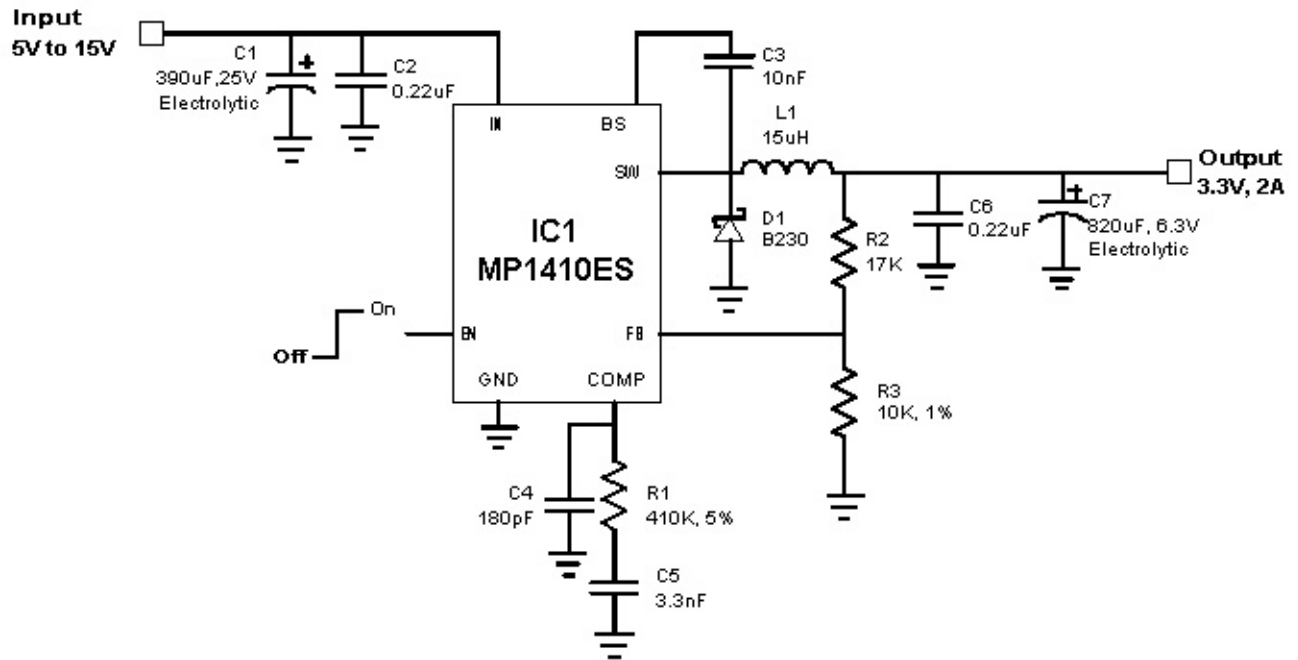 Input
5V to 15V
C1
+
390uF,25V
Electrolytic
C2
0.22uF
C3
10nF
L1
15uH
IN
BS
SW
Output
3.3V, 2A
IC1
MP1410ES
D1
B230
R2
17K
C6
0.22uF
+
C7
820uF, 6.3V
Electrolytic
On
Off
EN
FB
GND
COMP
R3
10K, 1%
C4
180pF
R1
410K, 5%
C5
3.3nF